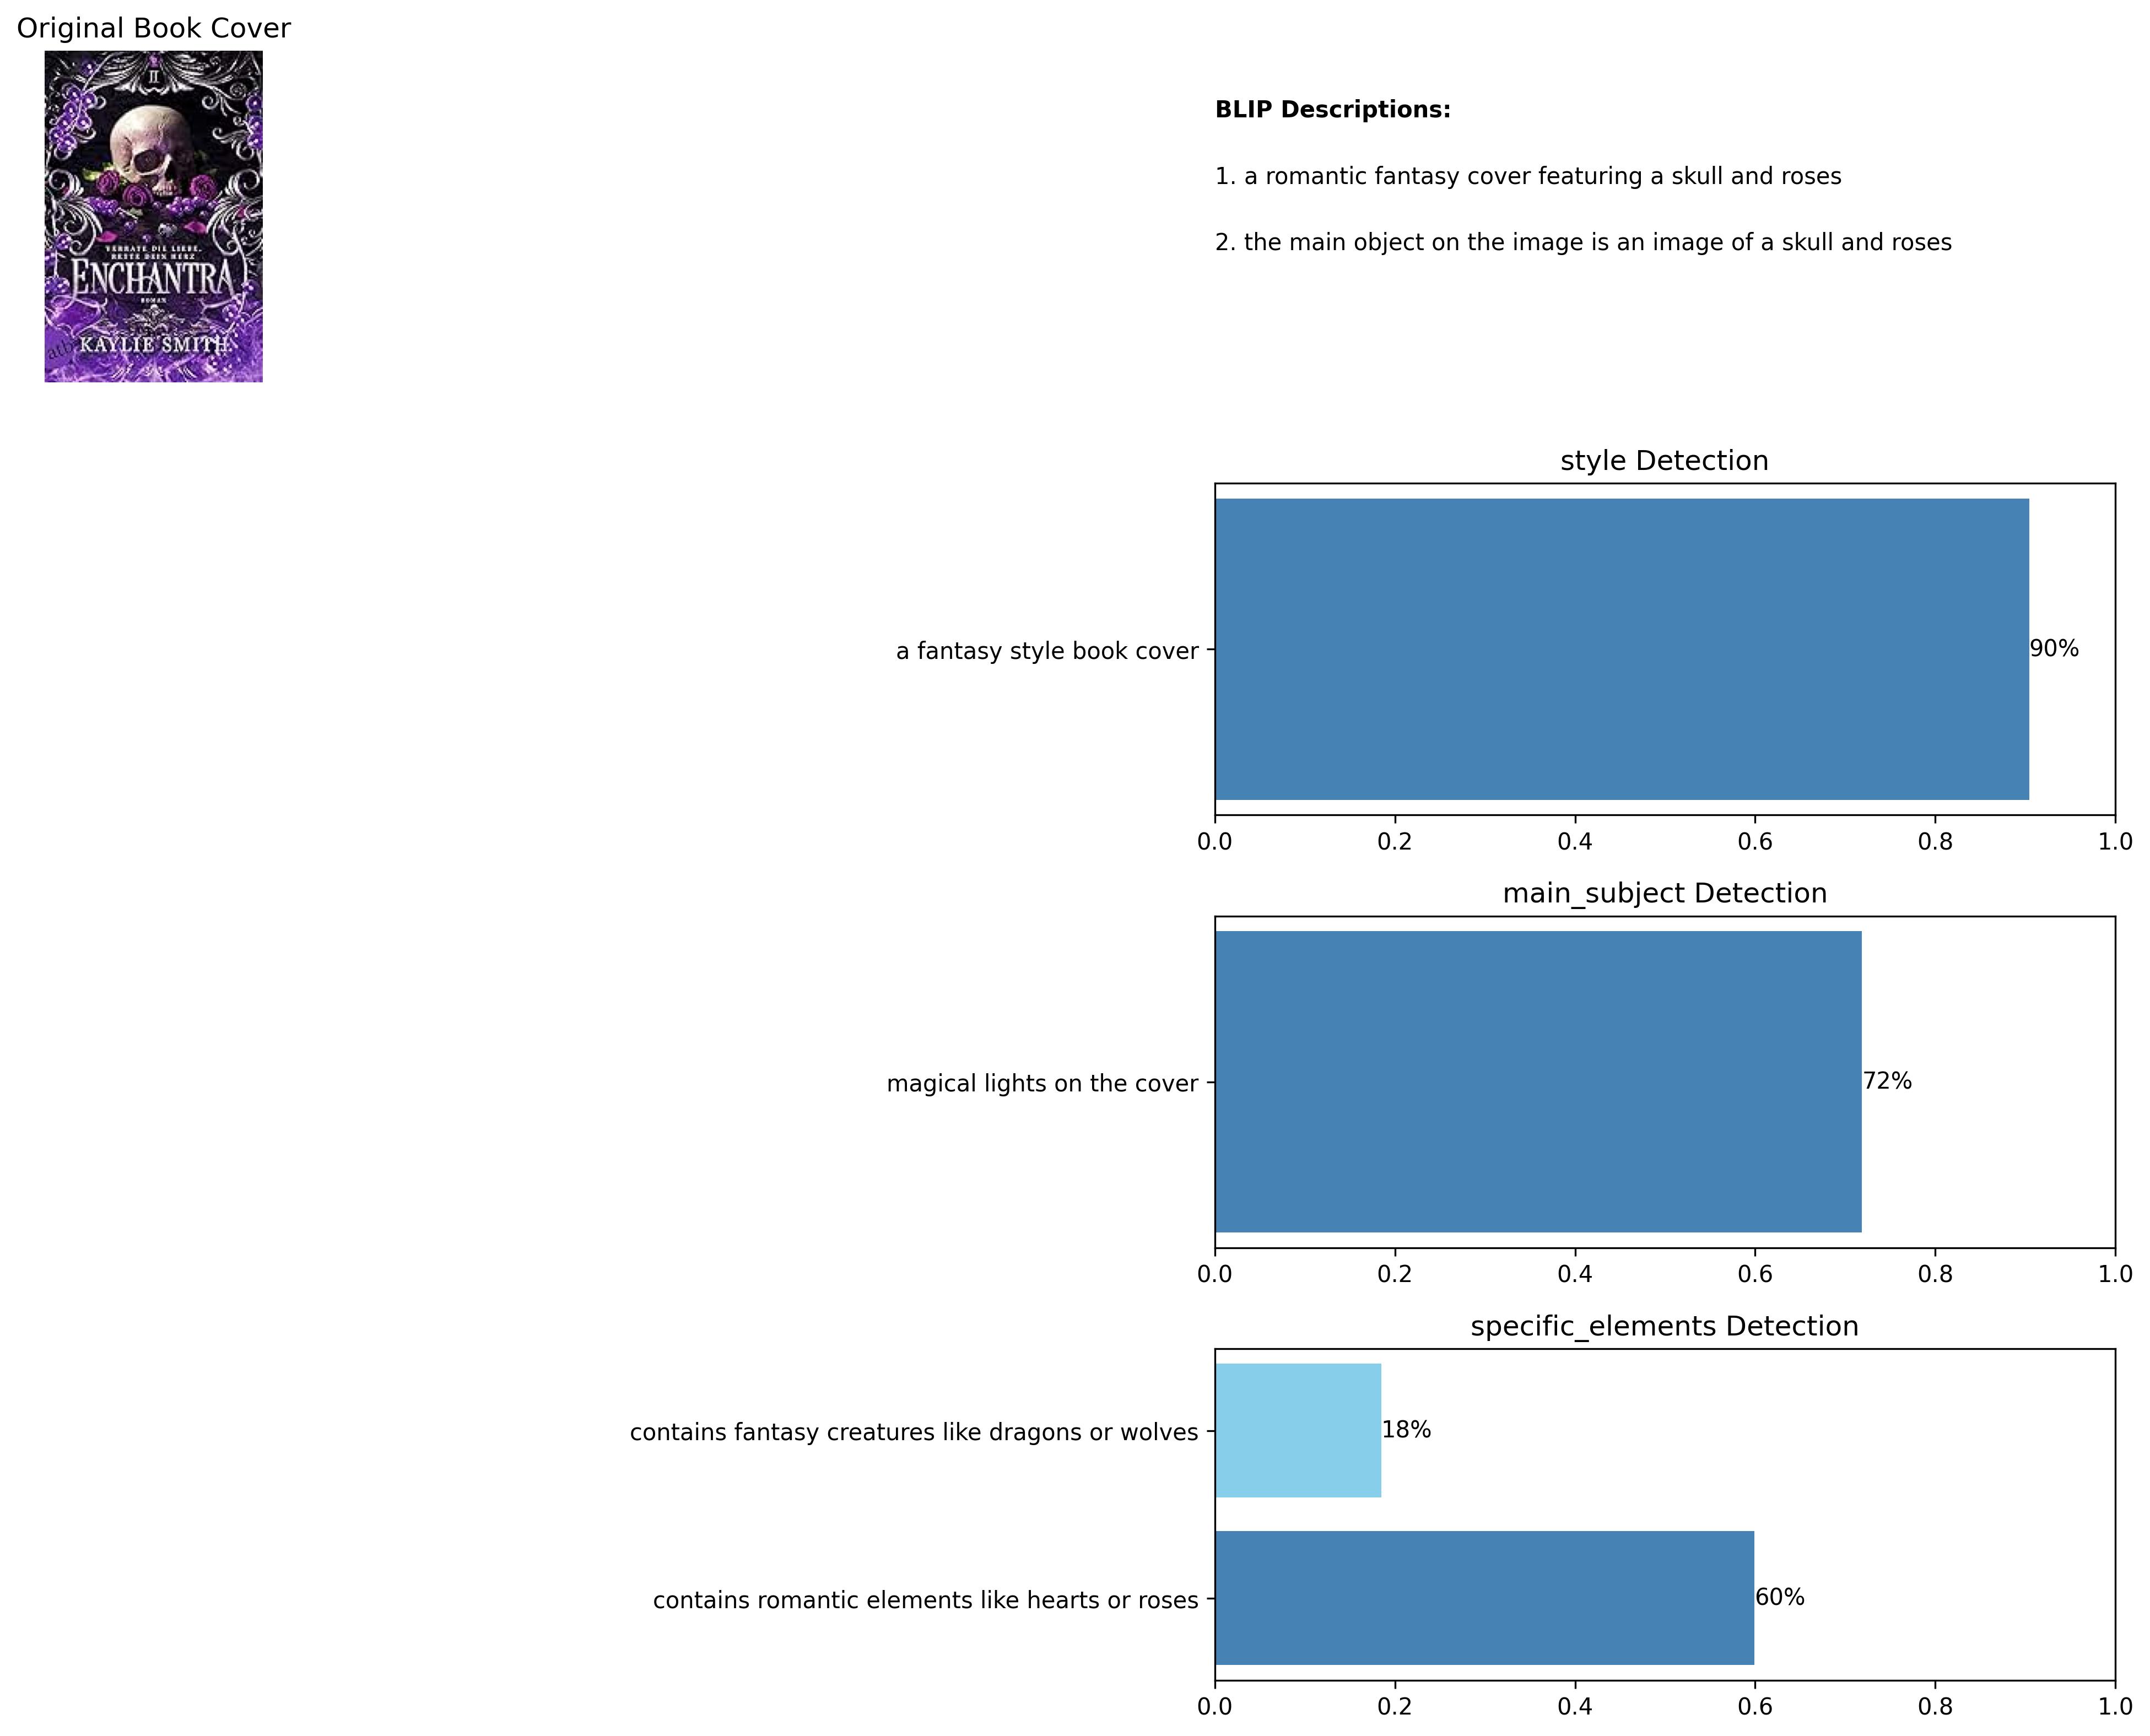 Original Book Cover
II
VERRATE DIE LIEBE,
RETTE DEIN HERZ
ENCHANTRA
ROMAN
atb
KAYLIE SMITH
BLIP Descriptions:
1. a romantic fantasy cover featuring a skull and roses
2. the main object on the image is an image of a skull and roses
style Detection
a fantasy style book cover
90%
0.0 0.2 0.4 0.6 0.8 1.0
main_subject Detection
magical lights on the cover
72%
0.0 0.2 0.4 0.6 0.8 1.0
specific_elements Detection
contains fantasy creatures like dragons or wolves
18%
contains romantic elements like hearts or roses
60%
0.0 0.2 0.4 0.6 0.8 1.0